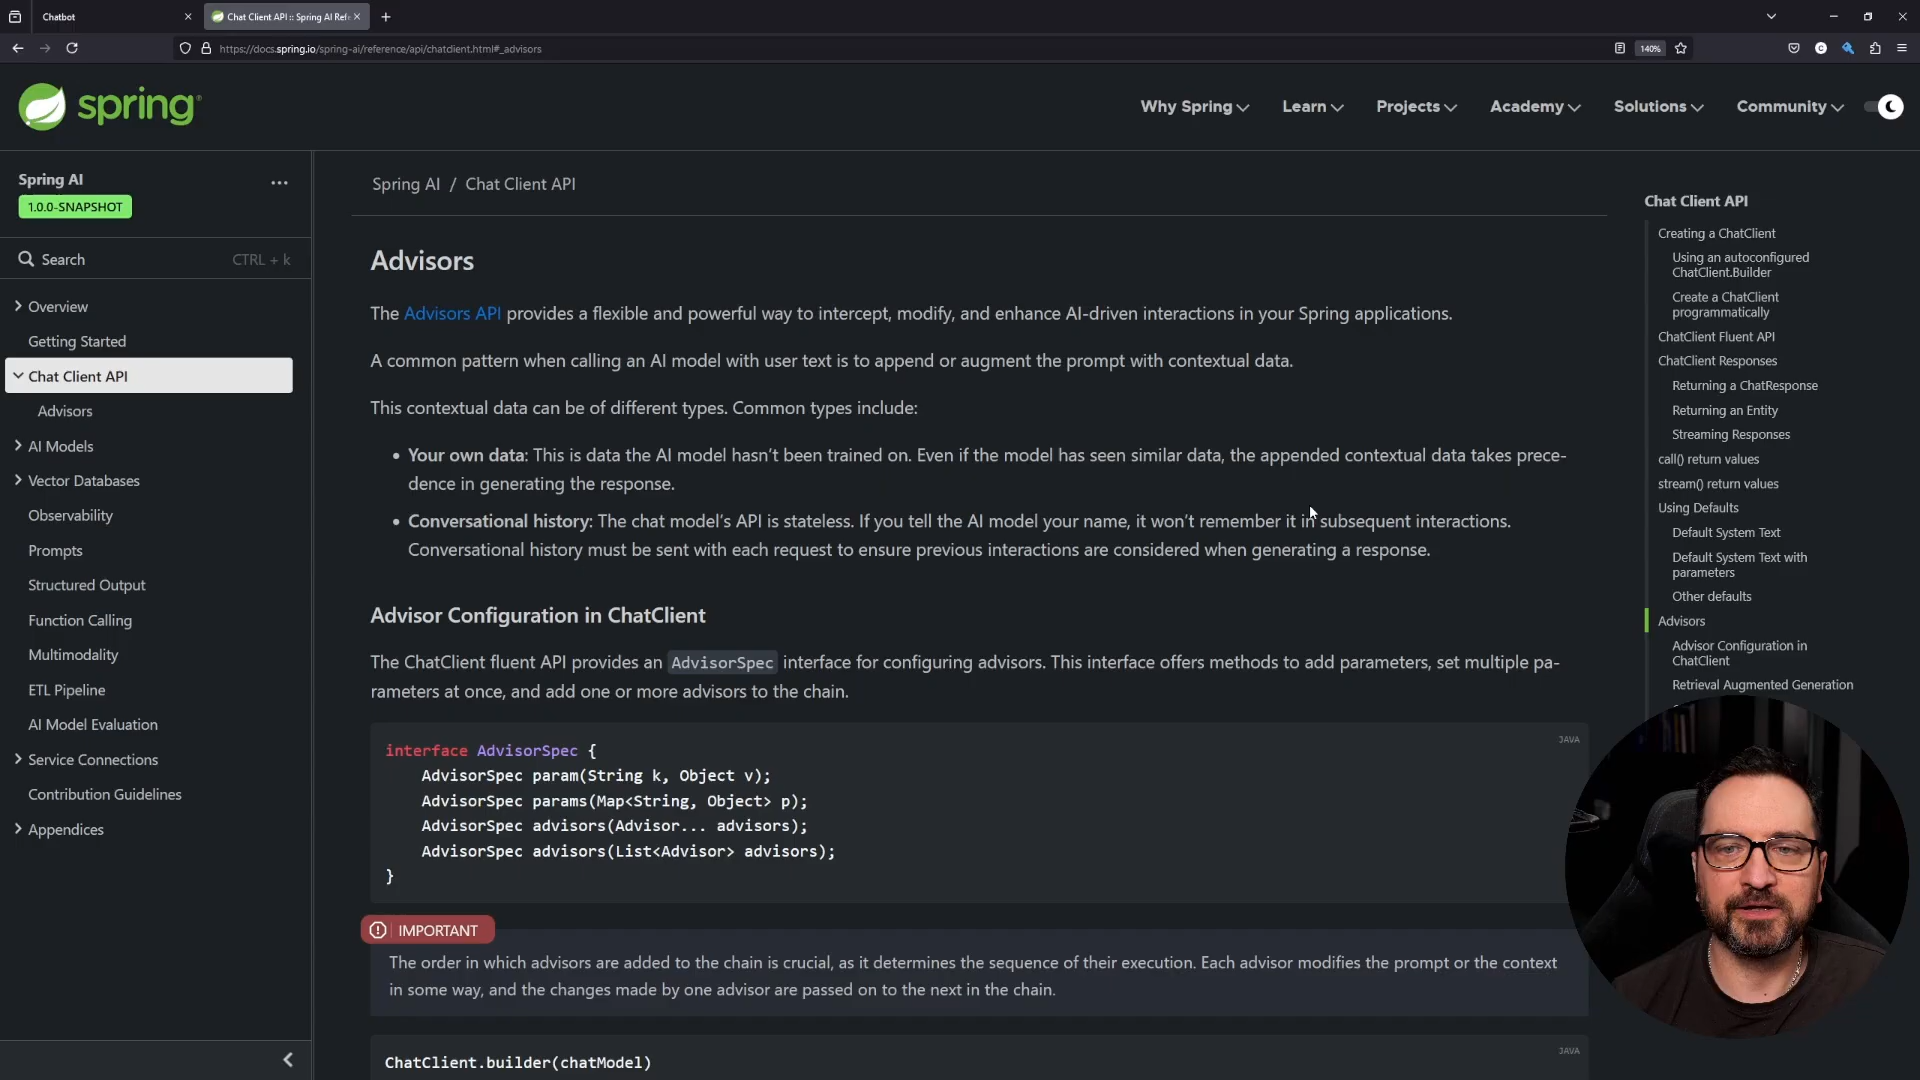 Chatbot
Chat Client API :: Spring AI Ref
https://docs.spring.io/spring-ai/reference/api/chatclient.html#_advisors
140%
spring
Why Spring
Learn
Projects
Academy
Solutions
Community
Spring AI
1.0.0-SNAPSHOT
Search
CTRL + k
Overview
Getting Started
Chat Client API
Advisors
AI Models
Vector Databases
Observability
Prompts
Structured Output
Function Calling
Multimodality
ETL Pipeline
AI Model Evaluation
Service Connections
Contribution Guidelines
Appendices
Spring AI / Chat Client API
Advisors
The Advisors API provides a flexible and powerful way to intercept, modify, and enhance AI-driven interactions in your Spring applications.
A common pattern when calling an AI model with user text is to append or augment the prompt with contextual data.
This contextual data can be of different types. Common types include:
• Your own data: This is data the AI model hasn't been trained on. Even if the model has seen similar data, the appended contextual data takes prece-
dence in generating the response.
• Conversational history: The chat model's API is stateless. If you tell the AI model your name, it won't remember it in subsequent interactions.
Conversational history must be sent with each request to ensure previous interactions are considered when generating a response.
Advisor Configuration in ChatClient
The ChatClient fluent API provides an AdvisorSpec interface for configuring advisors. This interface offers methods to add parameters, set multiple pa-
rameters at once, and add one or more advisors to the chain.
JAVA
interface AdvisorSpec {
AdvisorSpec param(String k, Object v);
AdvisorSpec params(Map<String, Object> p);
AdvisorSpec advisors(Advisor... advisors);
AdvisorSpec advisors(List<Advisor> advisors);
}
IMPORTANT
The order in which advisors are added to the chain is crucial, as it determines the sequence of their execution. Each advisor modifies the prompt or the context
in some way, and the changes made by one advisor are passed on to the next in the chain.
JAVA
ChatClient.builder(chatModel)
Chat Client API
Creating a ChatClient
Using an autoconfigured
ChatClient.Builder
Create a ChatClient
programmatically
ChatClient Fluent API
ChatClient Responses
Returning a ChatResponse
Returning an Entity
Streaming Responses
call() return values
stream() return values
Using Defaults
Default System Text
Default System Text with
parameters
Other defaults
Advisors
Advisor Configuration in
ChatClient
Retrieval Augmented Generation